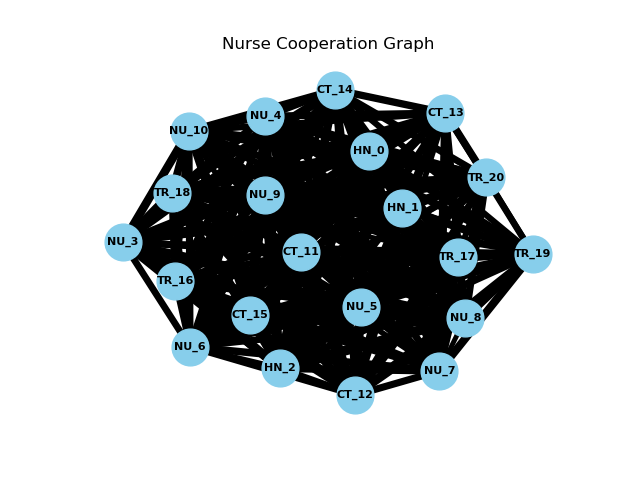 Nurse Cooperation Graph
CT_14
CT_13
NU_4
NU_10
HN_0
TR_20
TR_18
NU_9
HN_1
NU_3
CT_11
TR_17
TR_19
TR_16
NU_5
CT_15
NU_8
NU_6
HN_2
NU_7
CT_12